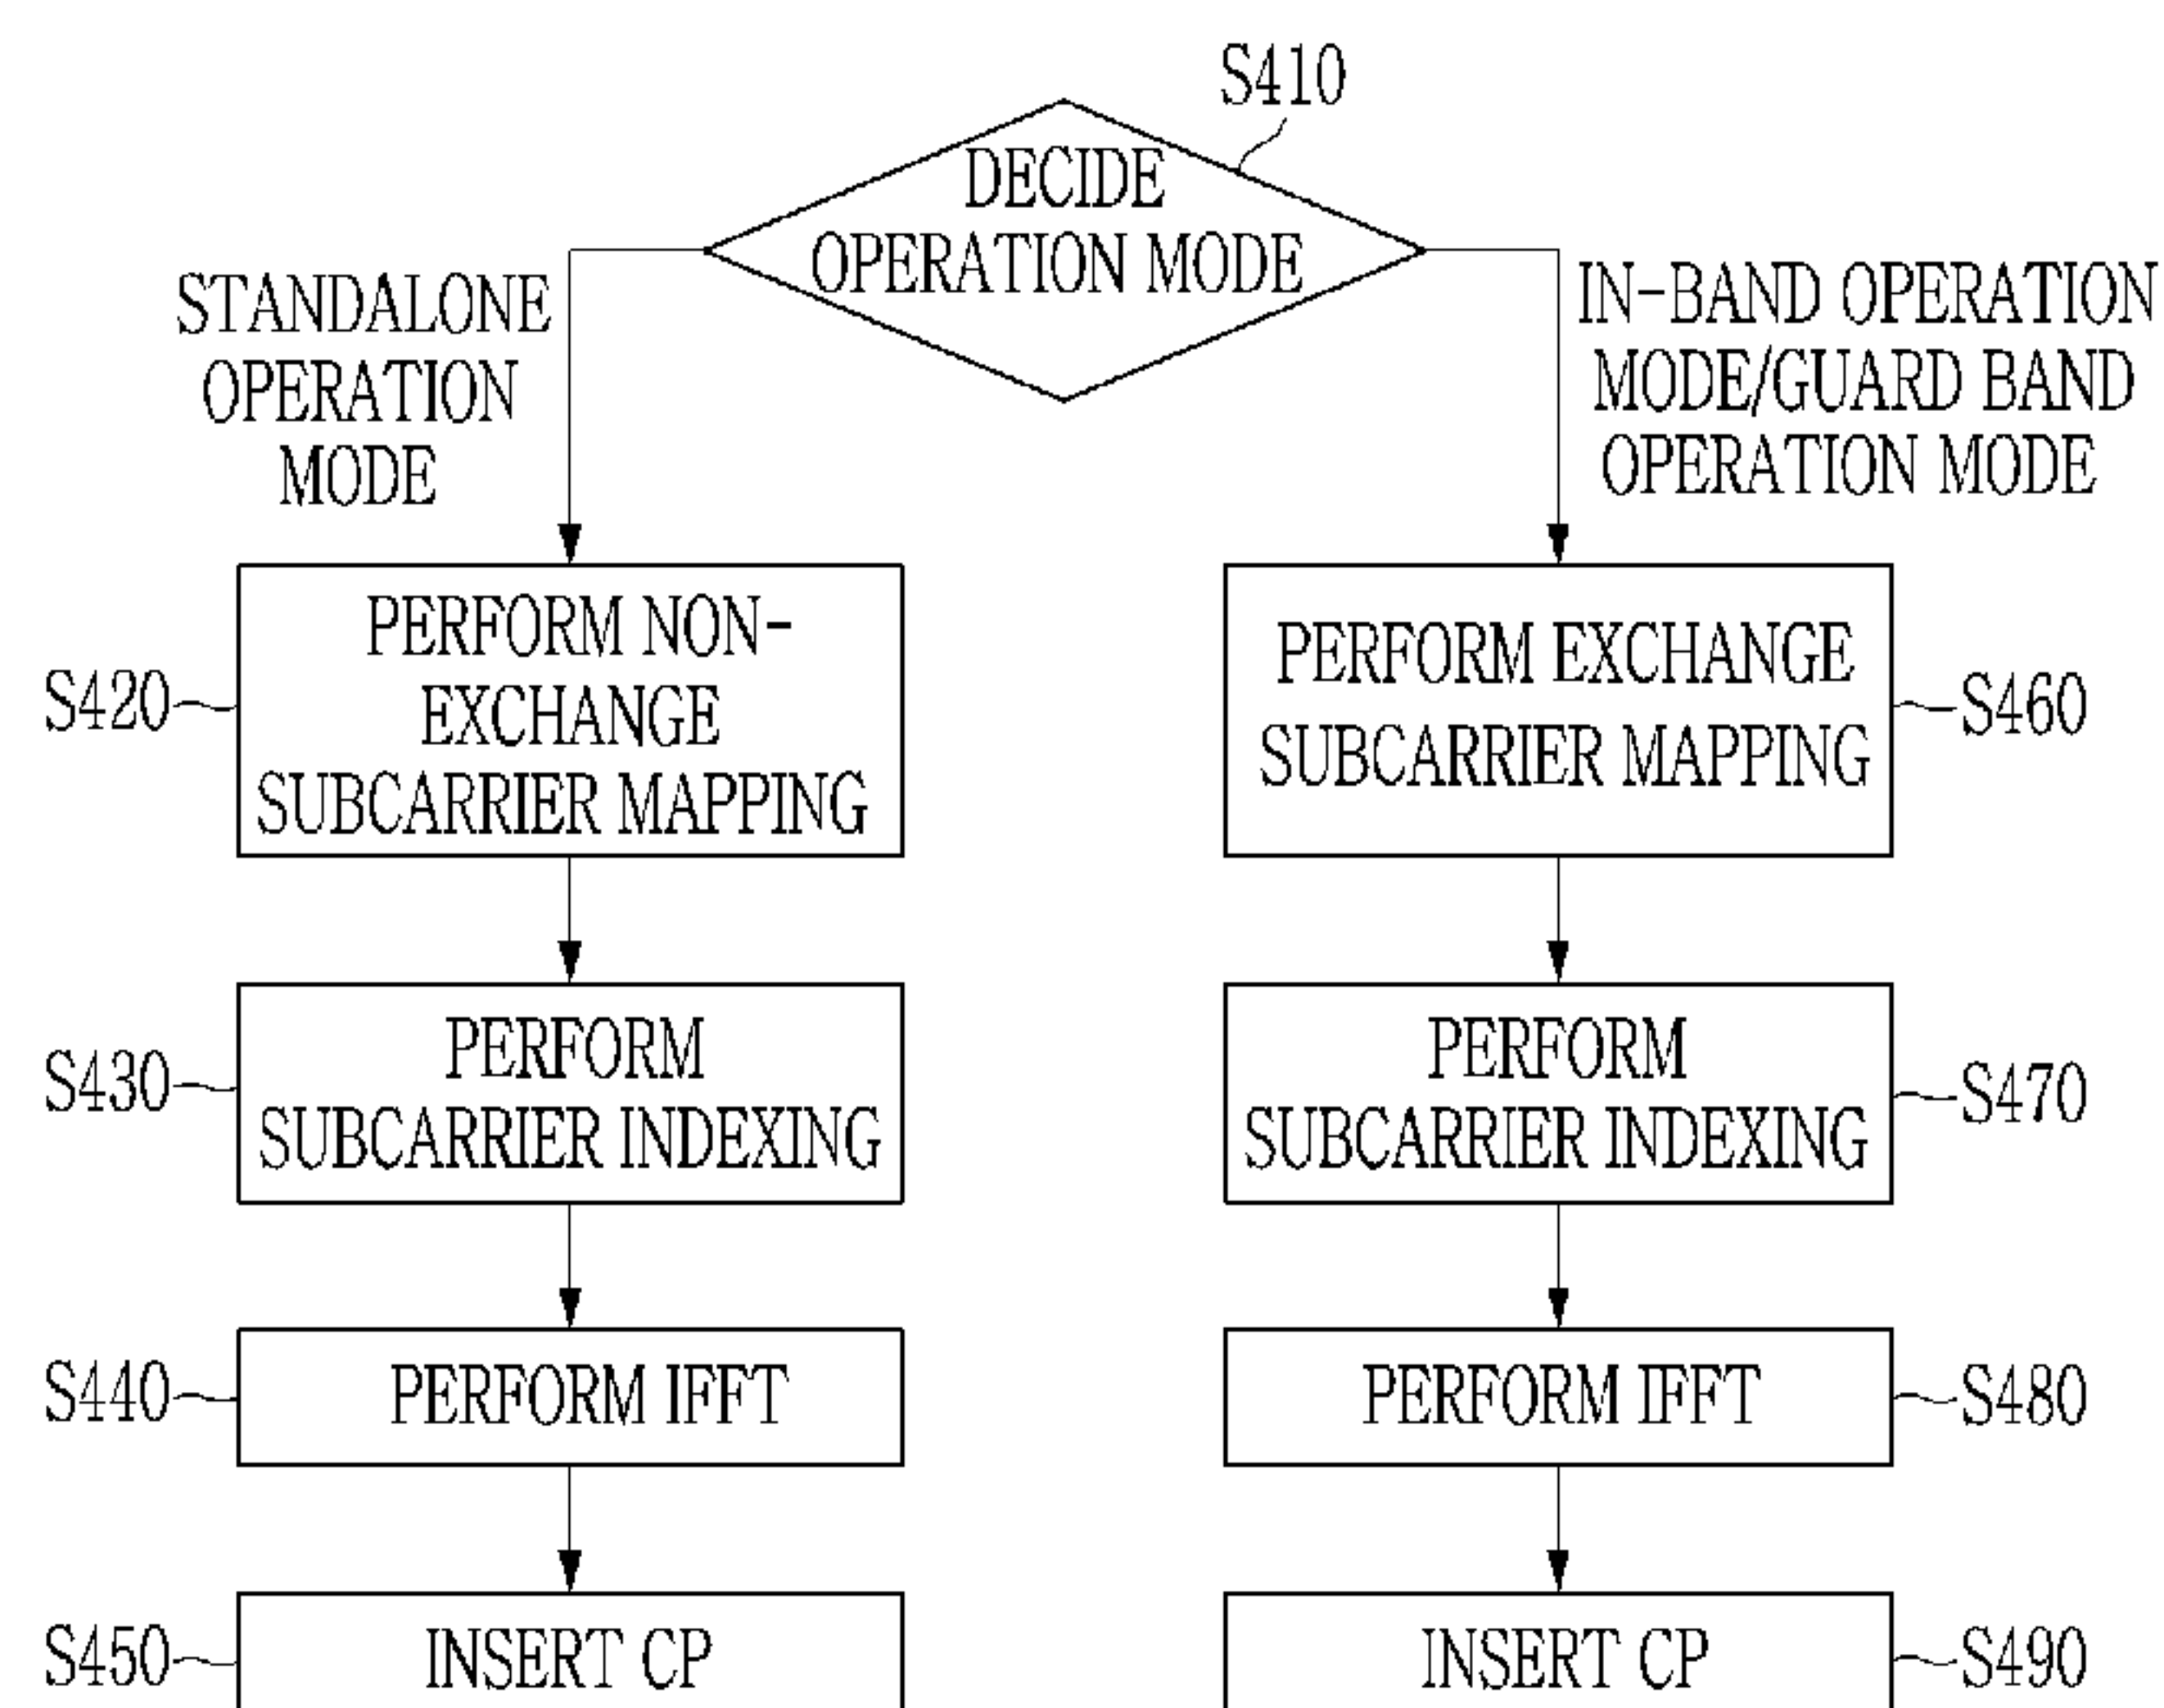 S410
DECIDE
OPERATION MODE
STANDALONE
OPERATION
MODE
IN-BAND OPERATION
MODE/GUARD BAND
OPERATION MODE
S420
PERFORM NON-
EXCHANGE
SUBCARRIER MAPPING
PERFORM EXCHANGE
SUBCARRIER MAPPING
S460
S430
PERFORM
SUBCARRIER INDEXING
PERFORM
SUBCARRIER INDEXING
S470
S440
PERFORM IFFT
PERFORM IFFT
S480
S450
INSERT CP
INSERT CP
S490